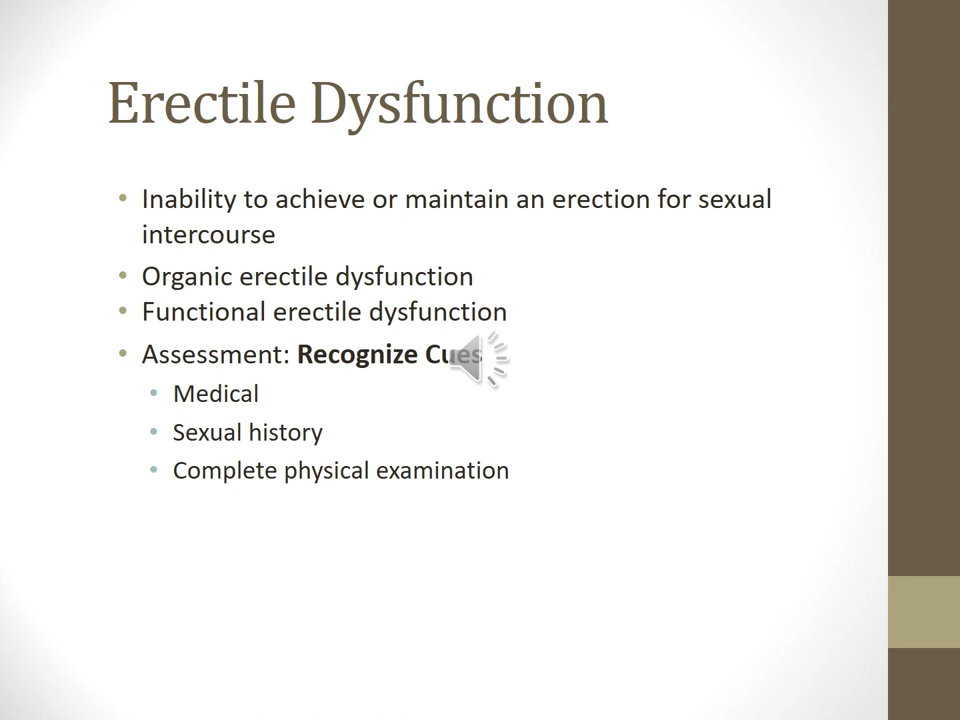 Erectile Dysfunction
• Inability to achieve or maintain an erection for sexual
intercourse
• Organic erectile dysfunction
• Functional erectile dysfunction
• Assessment: Recognize Cues
• Medical
• Sexual history
• Complete physical examination